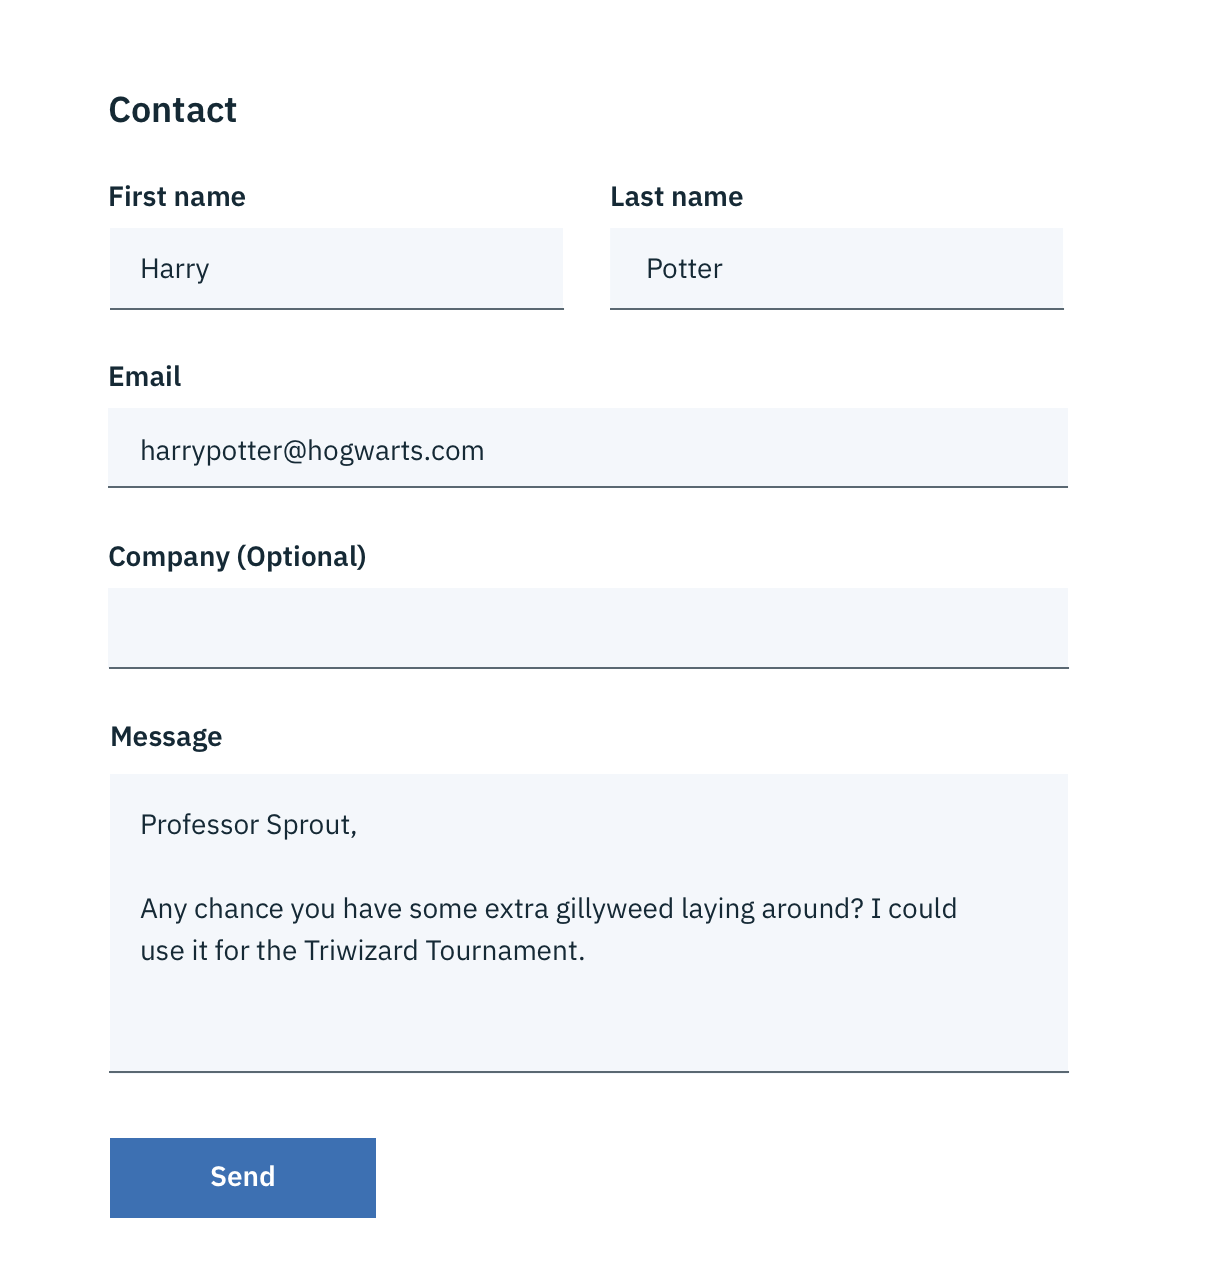 Contact
First name
Last name
Harry
Potter
Email
harrypotter@hogwarts.com
Company (Optional)
Message
Professor Sprout,
Any chance you have some extra gillyweed laying around? I could
use it for the Triwizard Tournament.
Send